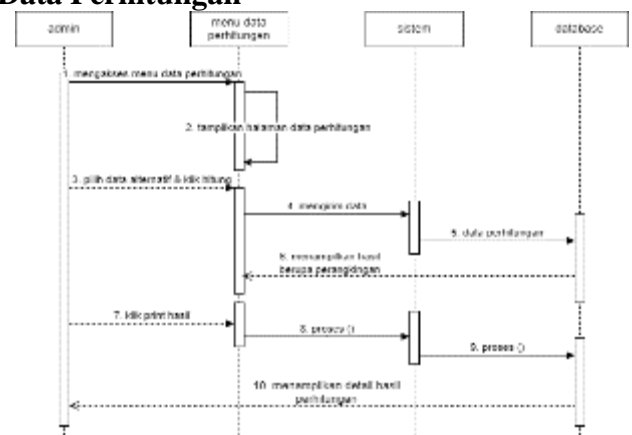 Data Perhitungan
admin
menu data
perhitungan
sistem
database
1. mengakses menu data perhitungan
2. tampilkan halaman data perhitungan
3. pilih data alternatif & klik hitung
4. mengirim data
5. data perhitungan
6. menampilkan hasil
berupa perangkingan
7. klik print hasil
8. proses ()
9. proses ()
10. menampilkan detail hasil
perhitungan